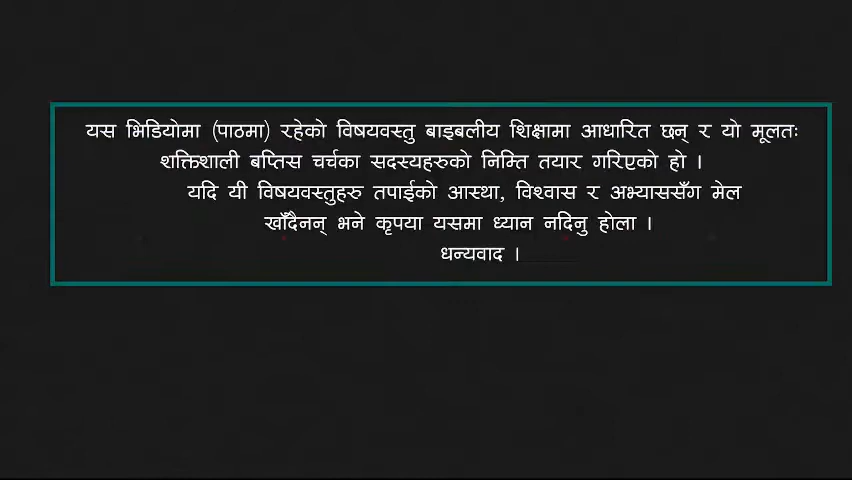 यस भिडियोमा (पाठमा) रहेको विषयवस्तु बाइबलीय शिक्षामा आधारित छन् र यो मूलतः
शक्तिशाली बप्तिस चर्चका सदस्यहरुको निम्ति तयार गरिएको हो ।
यदि यी विषयवस्तुहरु तपाईको आस्था, विश्वास र अभ्याससँग मेल
खाँदैनन् भने कृपया यसमा ध्यान नदिनु होला ।
धन्यवाद ।